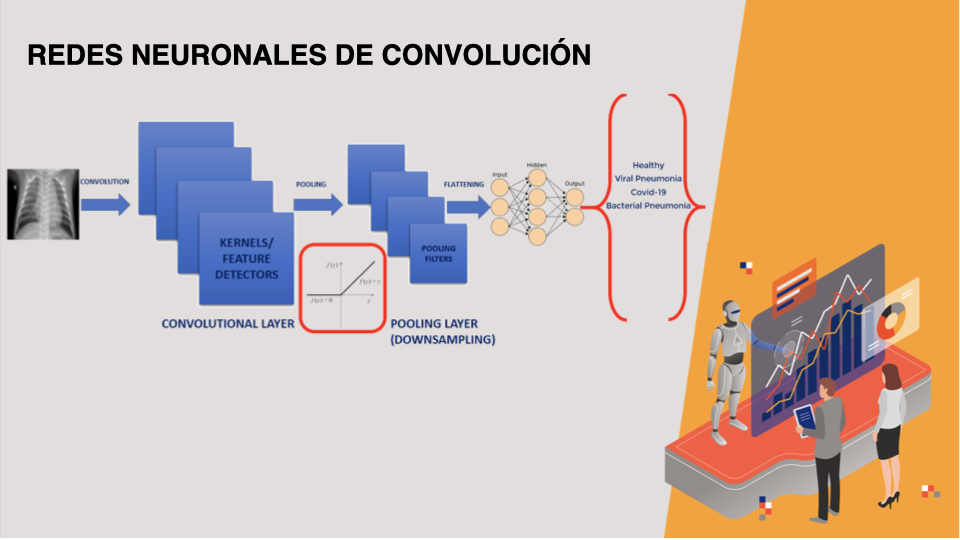 REDES NEURONALES DE CONVOLUCIÓN
CONVOLUTION
KERNELS/
FEATURE
DETECTORS
CONVOLUTIONAL LAYER
POOLING
f(y)
f(y)=y
f(y)=0
y
POOLING
FILTERS
POOLING LAYER
(DOWNSAMPLING)
FLATTENING
Input
Hidden
Output
Healthy
Viral Pneumonia
Covid-19
Bacterial Pneumonia